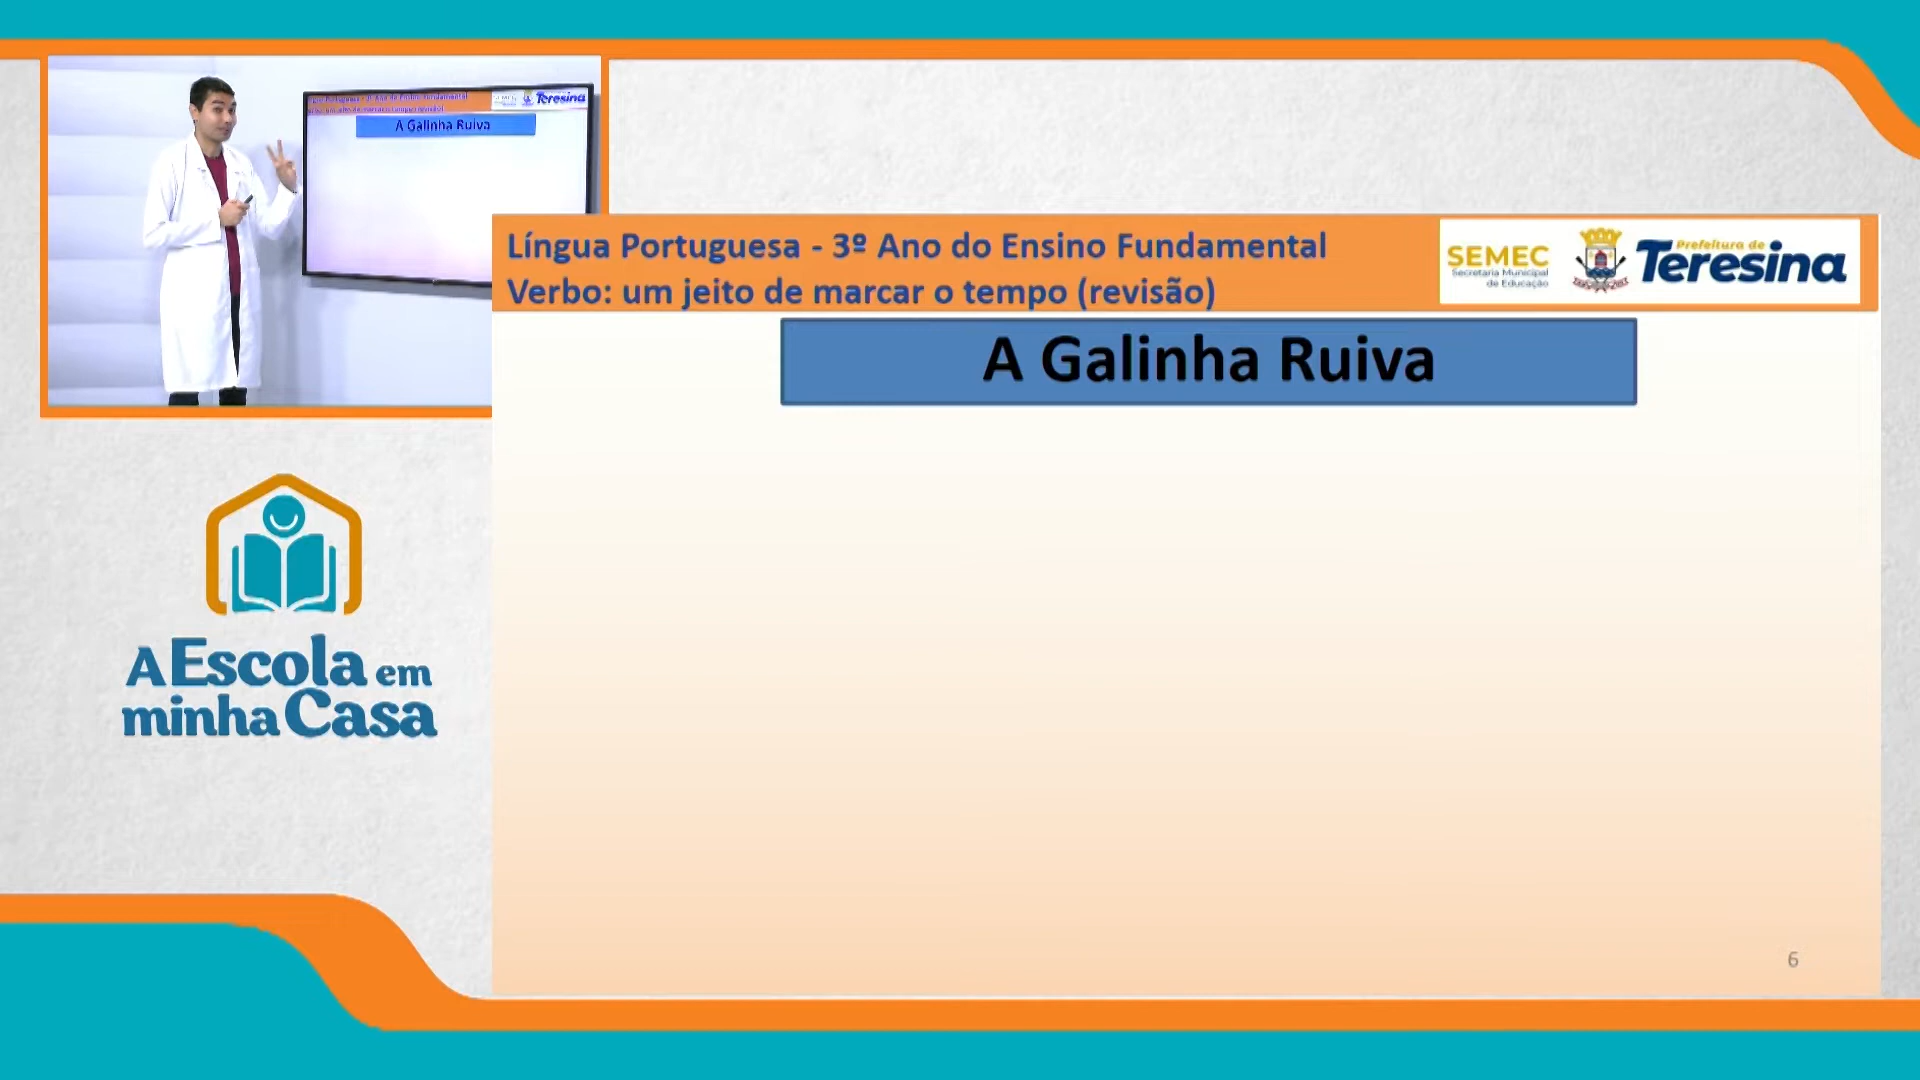 Língua Portuguesa - 3º Ano do Ensino Fundamental
Verbo: um jeito de marcar o tempo (revisão)
SEMEC
Secretaria Municipal
de Educação
Prefeitura de
Teresina
A Galinha Ruiva
A Galinha Ruiva
Teresina
A Escola em
minha Casa
6